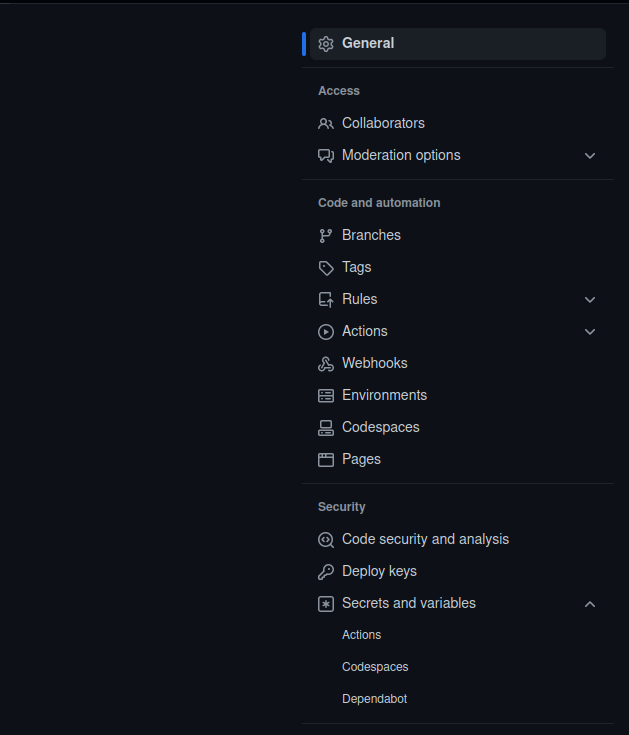 General
Access
Collaborators
Moderation options
Code and automation
Branches
Tags
Rules
Actions
Webhooks
Environments
Codespaces
Pages
Security
Code security and analysis
Deploy keys
Secrets and variables
Actions
Codespaces
Dependabot